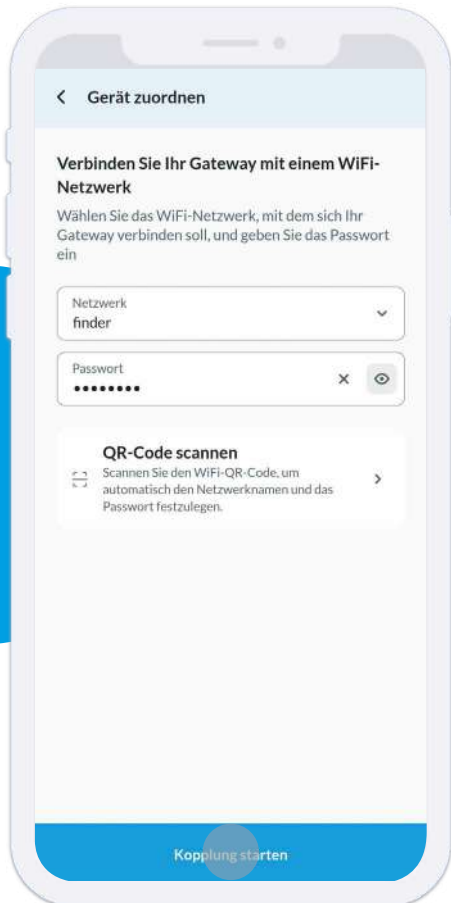 Gerät zuordnen
Verbinden Sie Ihr Gateway mit einem WiFi-
Netzwerk
Wählen Sie das WiFi-Netzwerk, mit dem sich Ihr
Gateway verbinden soll, und geben Sie das Passwort
ein
Netzwerk
finder
Passwort
••••••••
QR-Code scannen
Scannen Sie den WiFi-QR-Code, um
automatisch den Netzwerknamen und das
Passwort festzulegen.
Kopplung starten